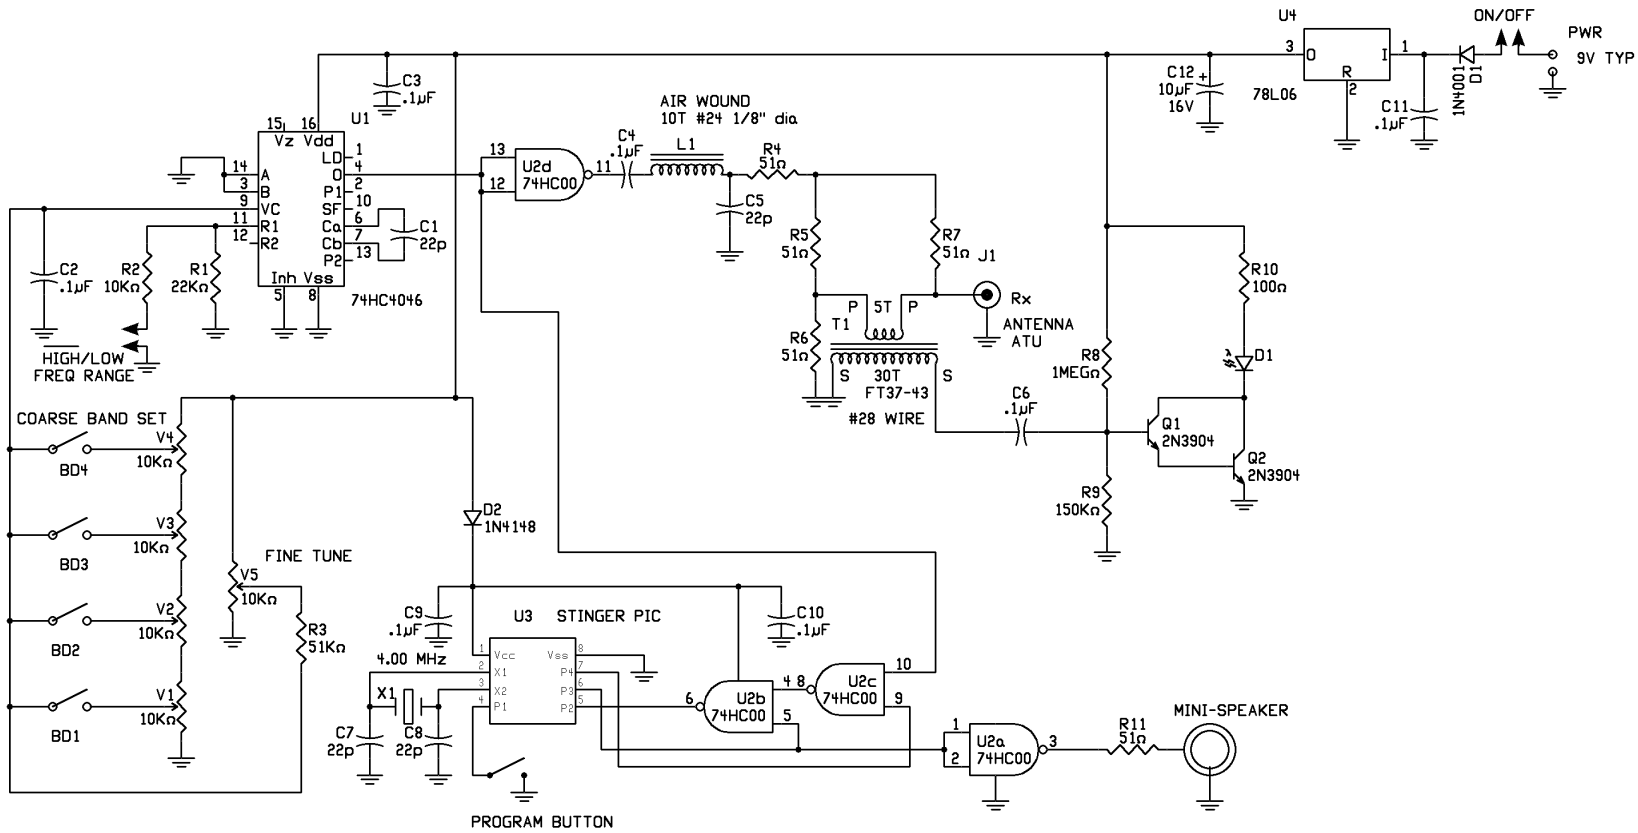 U4
ON/OFF
PWR
9V TYP
3
O
I
1
R
2
78L06
C12
+
10µF
16V
C11
.1µF
1N4001
D1
C3
.1µF
U1
15
16
Vz Vdd
14
A
3
B
9
VC
11
R1
12
R2
LD
1
O
4
P1
2
SF
10
Ca
6
Cb
7
P2
13
Inh Vss
5
8
74HC4046
C1
22p
C2
.1µF
R2
10KΩ
R1
22KΩ
HIGH/LOW
FREQ RANGE
13
12
U2d
74HC00
11
C4
.1µF
AIR WOUND
10T #24 1/8" dia
L1
R4
51Ω
C5
22p
R5
51Ω
R7
51Ω
J1
Rx
ANTENNA
ATU
P
5T
P
T1
R6
51Ω
S
30T
S
FT37-43
#28 WIRE
C6
.1µF
R8
1MEGΩ
R9
150KΩ
R10
100Ω
D1
Q1
2N3904
Q2
2N3904
COARSE BAND SET
V4
10KΩ
BD4
V3
10KΩ
BD3
V2
10KΩ
BD2
V1
10KΩ
BD1
FINE TUNE
V5
10KΩ
R3
51KΩ
D2
1N4148
C9
.1µF
U3
STINGER PIC
C10
.1µF
1
Vcc
2
X1
3
X2
4
P1
Vss
8
P4
7
P3
6
P2
5
4.00 MHz
X1
C7
22p
C8
22p
PROGRAM BUTTON
6
U2b
74HC00
4
5
8
U2c
74HC00
10
9
1
2
U2a
74HC00
3
R11
51Ω
MINI-SPEAKER